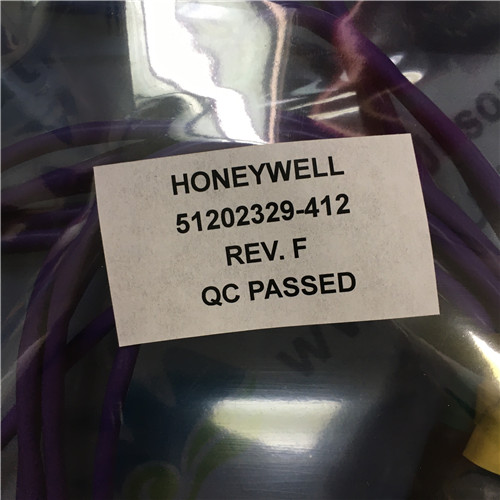 HONEYWELL
51202329-412
REV. F
QC PASSED